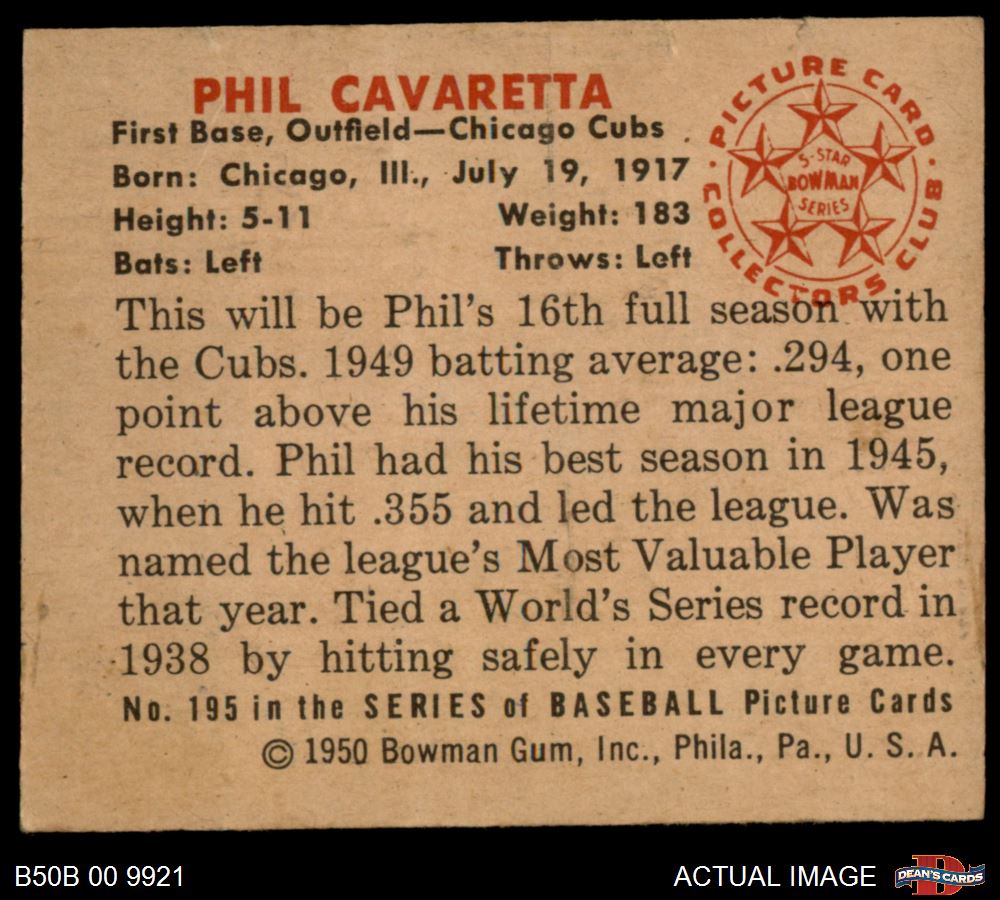 PHIL CAVARETTA
First Base, Outfield—Chicago Cubs
Born: Chicago, Ill., July 19, 1917
Height: 5-11 Weight: 183
Bats: Left Throws: Left
PICTURE CARD COLLECTORS CLUB
5-STAR
BOWMAN
SERIES
This will be Phil's 16th full season with
the Cubs. 1949 batting average: .294, one
point above his lifetime major league
record. Phil had his best season in 1945,
when he hit .355 and led the league. Was
named the league's Most Valuable Player
that year. Tied a World's Series record in
1938 by hitting safely in every game.
No. 195 in the SERIES of BASEBALL Picture Cards
© 1950 Bowman Gum, Inc., Phila., Pa., U. S. A.
B50B 00 9921 ACTUAL IMAGE DEAN'S CARDS